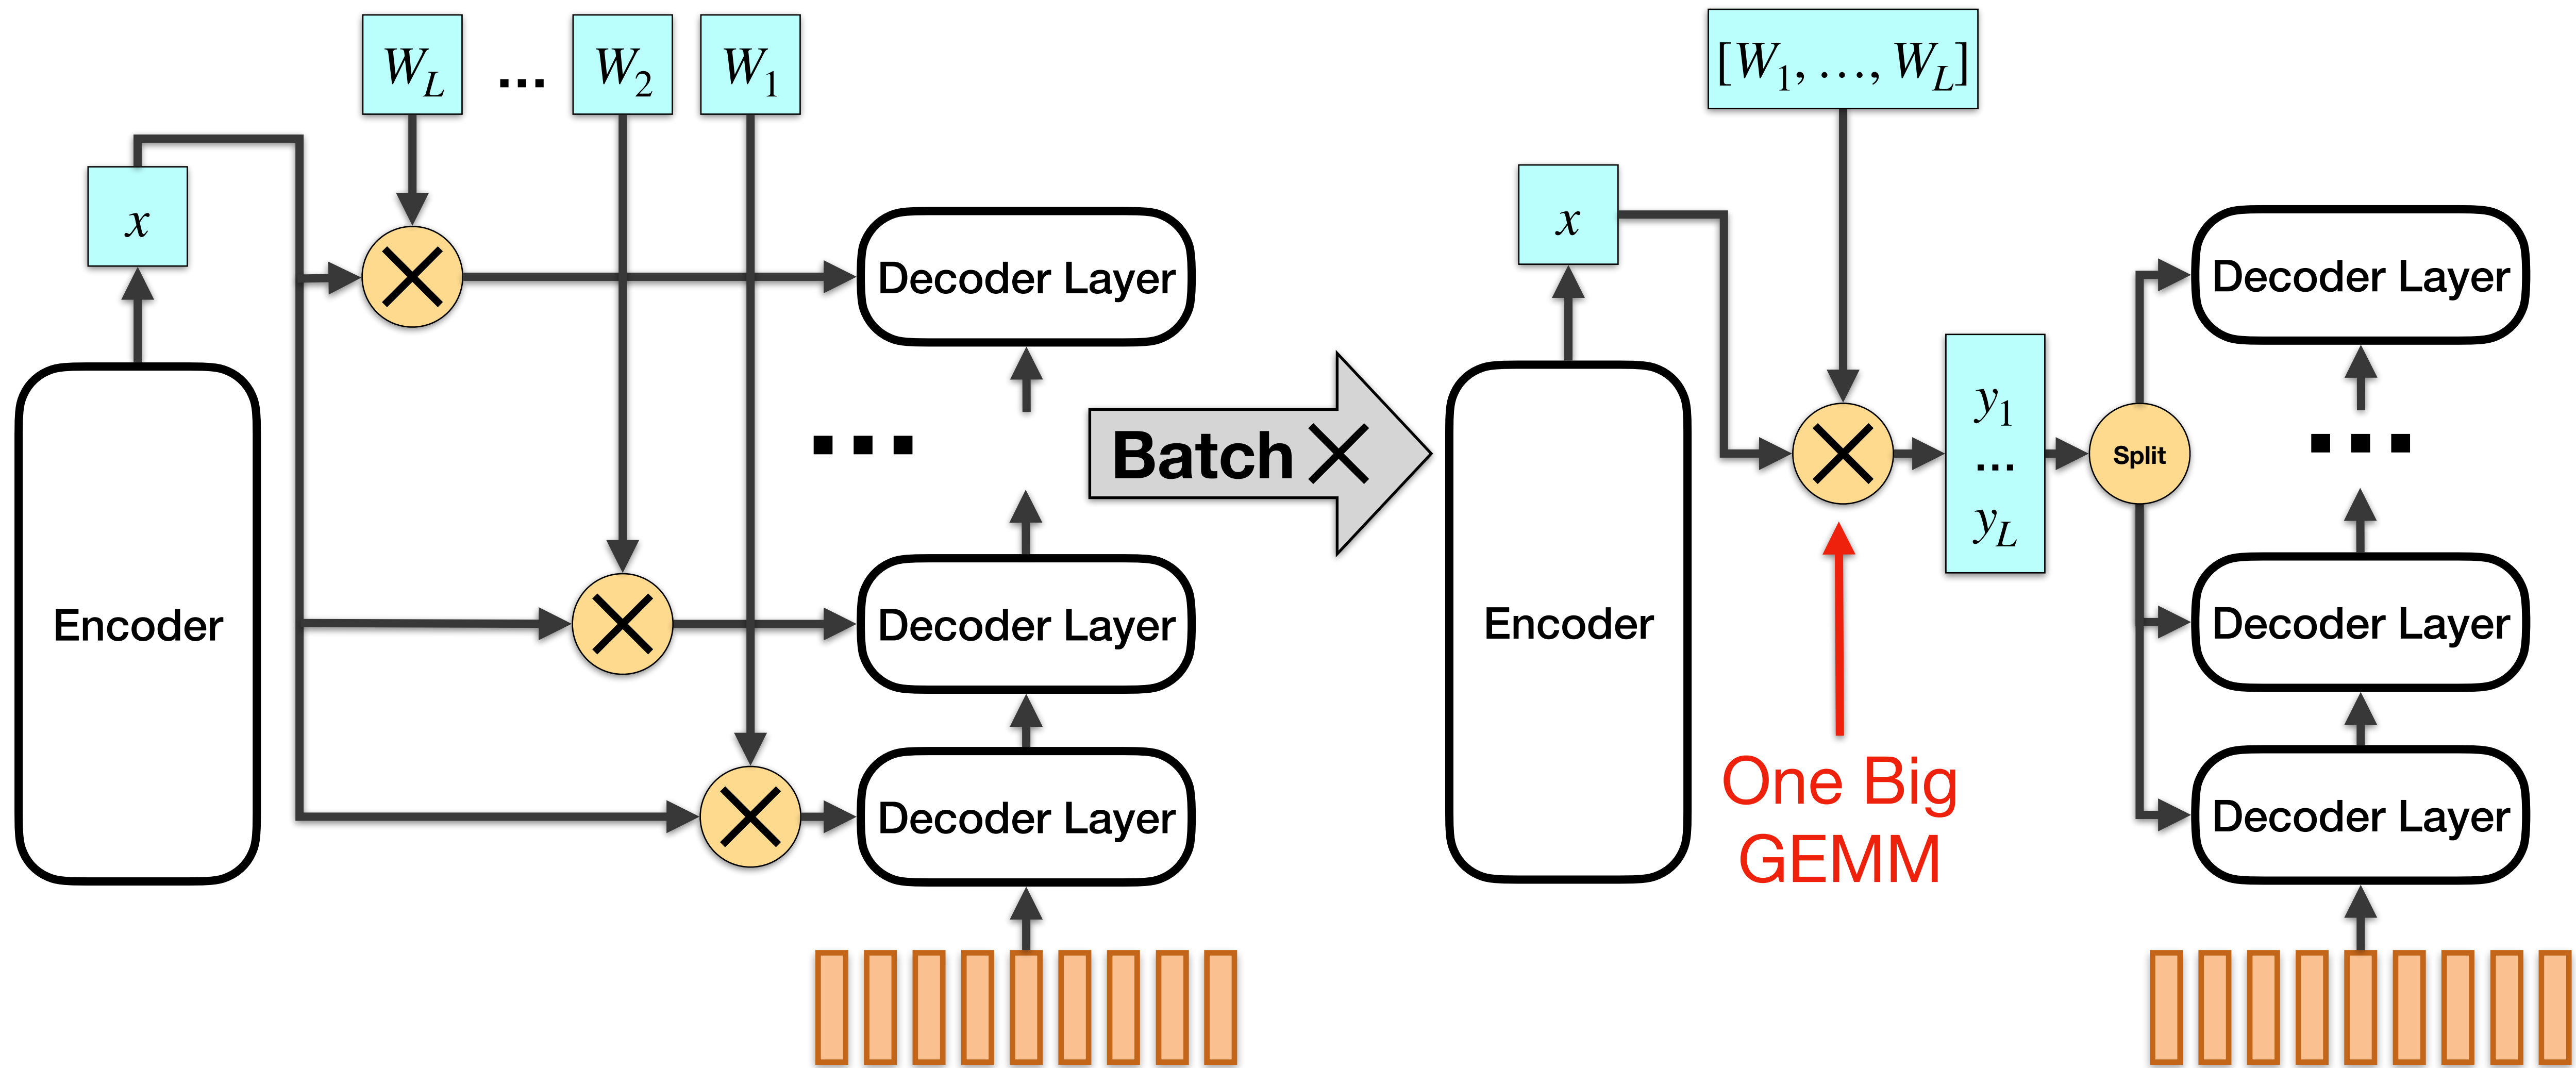 W_L ... W_2 W_1
x
Decoder Layer
...
Decoder Layer
Encoder
Decoder Layer
Batch ×
[W_1, ..., W_L]
x
Encoder
One Big
GEMM
y_1
...
y_L
Split
Decoder Layer
...
Decoder Layer
Decoder Layer